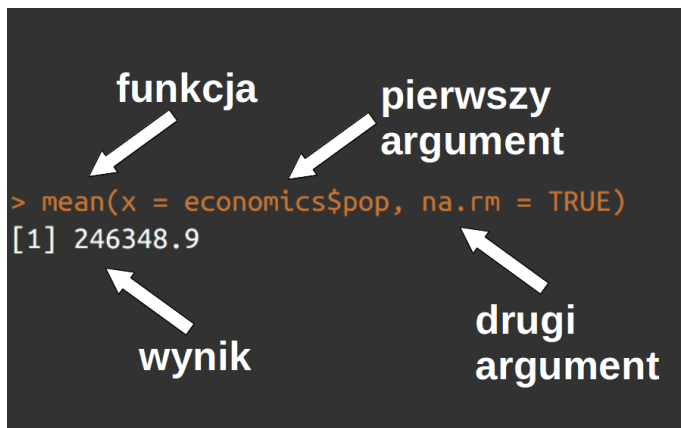 funkcja
pierwszy
argument
> mean(x = economics$pop, na.rm = TRUE)
[1] 246348.9
wynik
drugi
argument